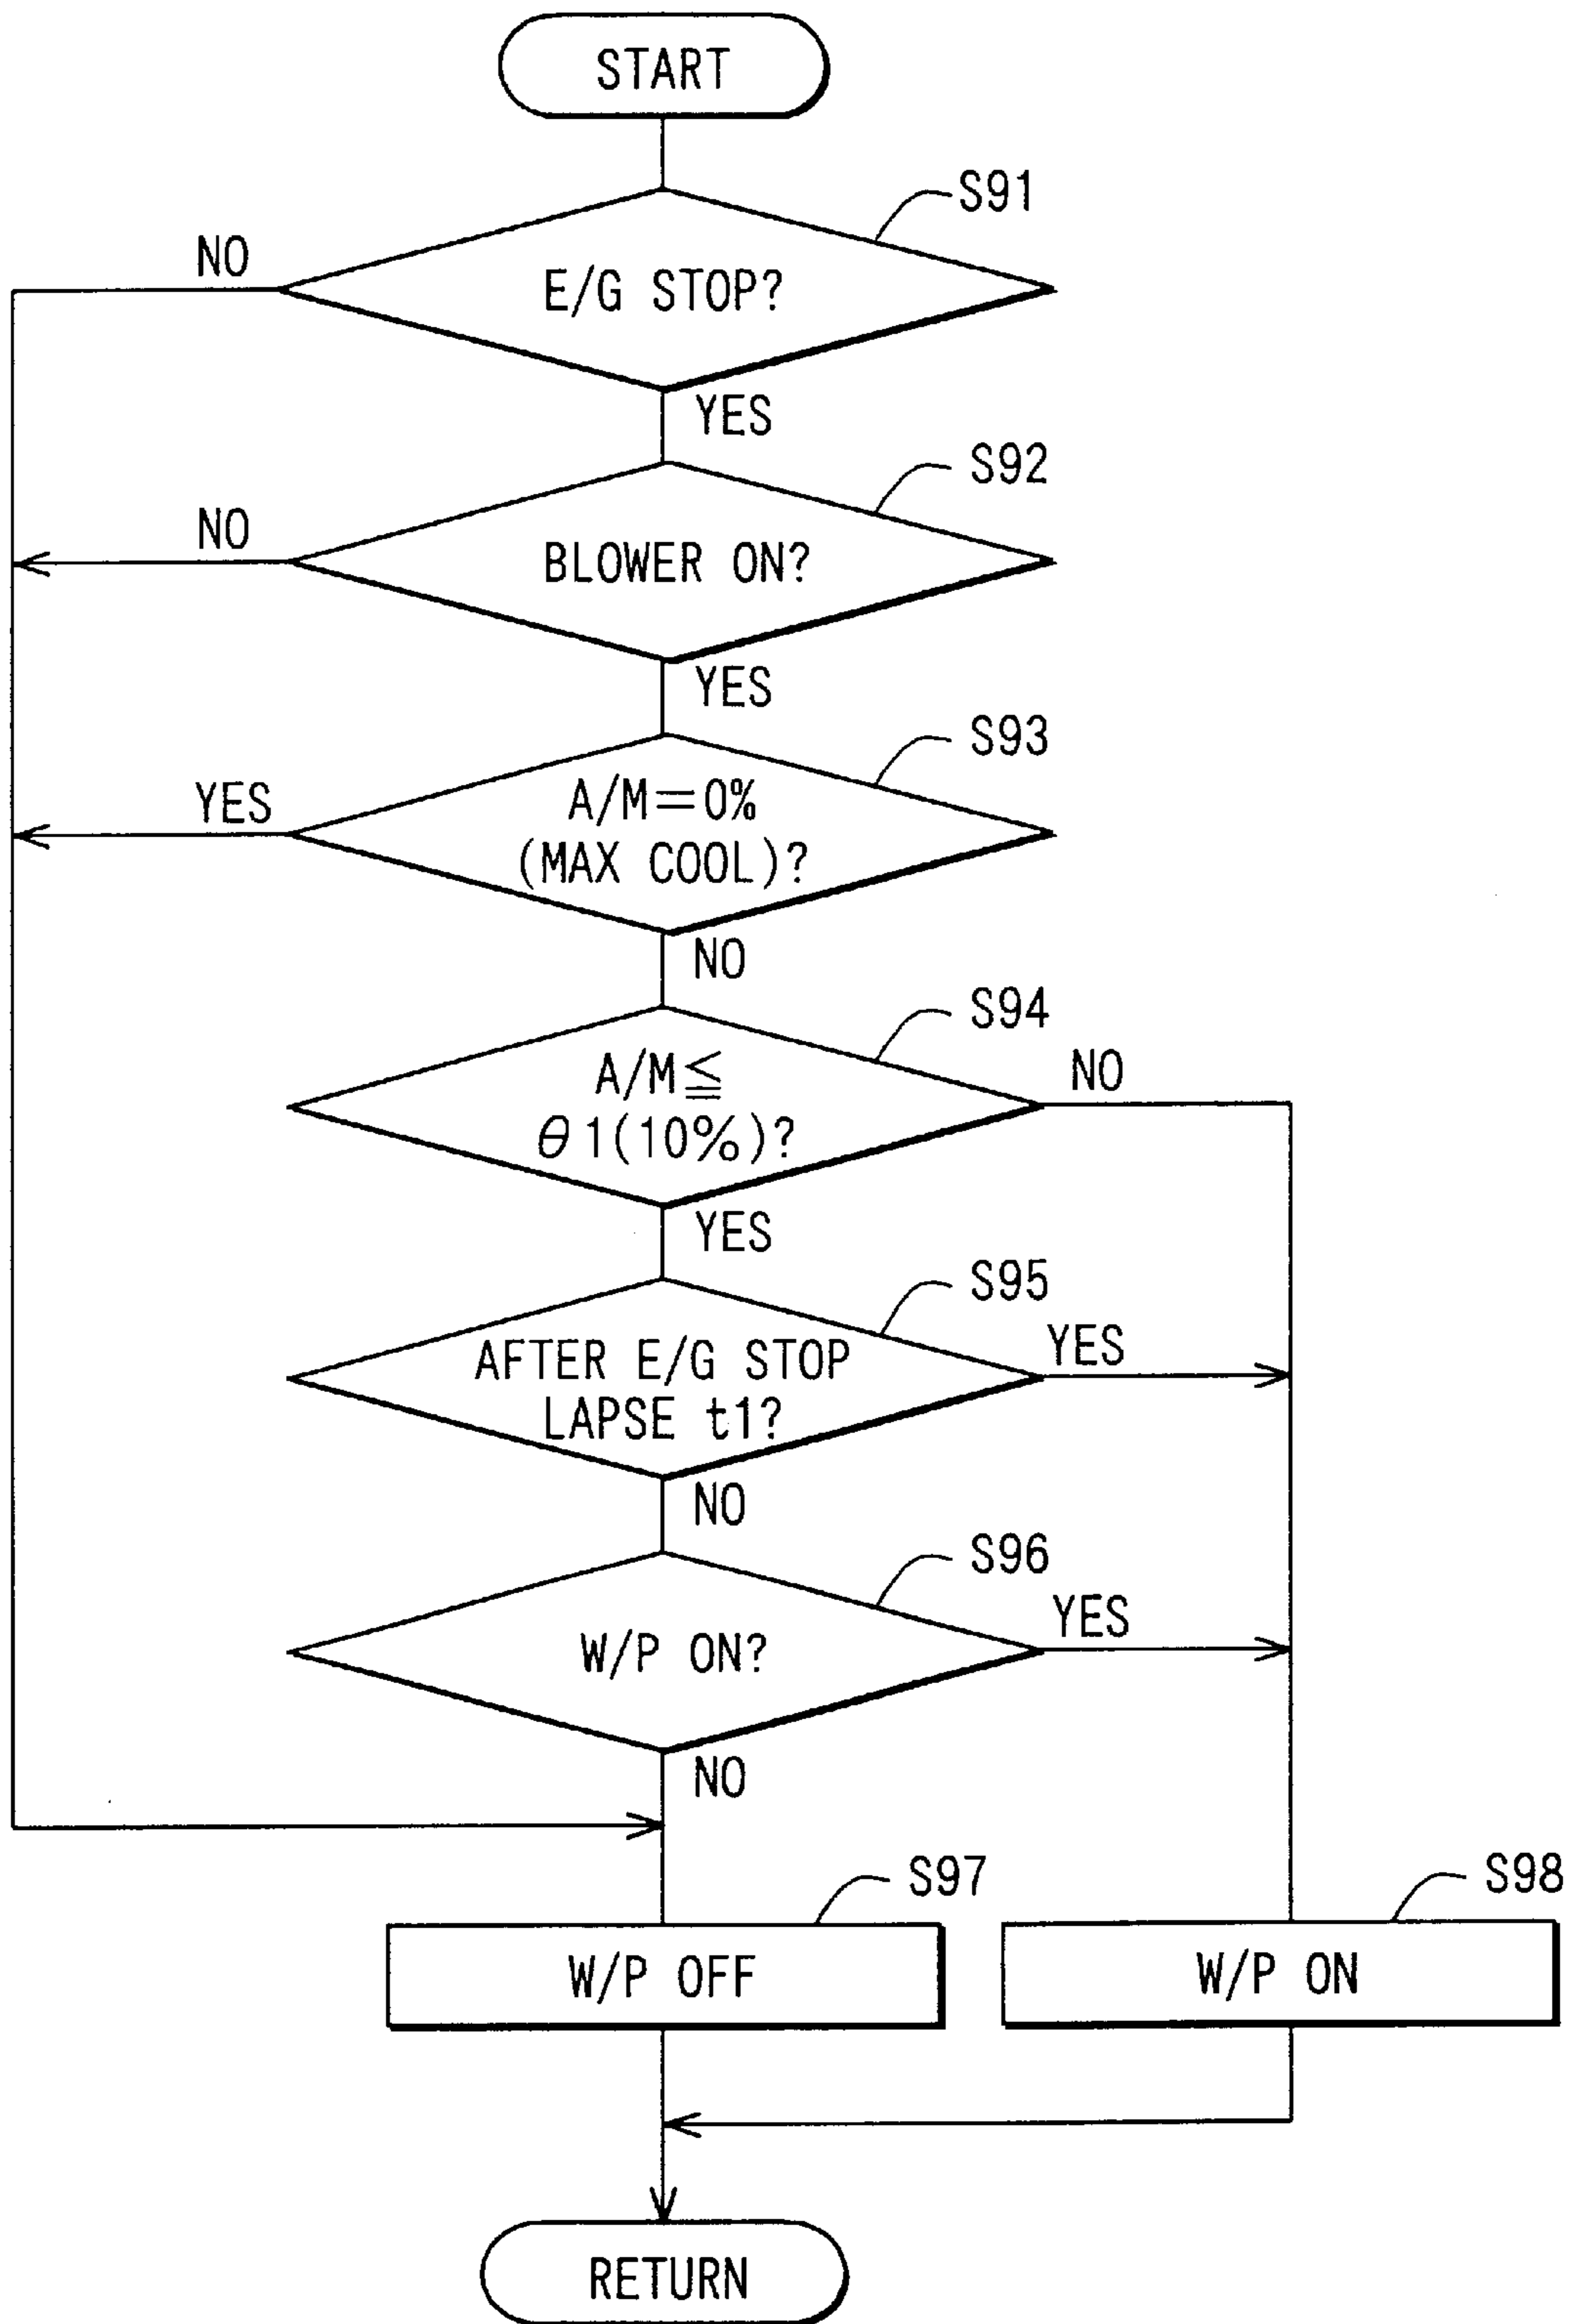 START
S91
NO
E/G STOP?
YES
S92
NO
BLOWER ON?
YES
S93
YES
A/M=0%
(MAX COOL)?
NO
S94
NO
A/M≦
θ1(10%)?
YES
S95
YES
AFTER E/G STOP
LAPSE t1?
NO
S96
YES
W/P ON?
NO
S97
S98
W/P OFF
W/P ON
RETURN